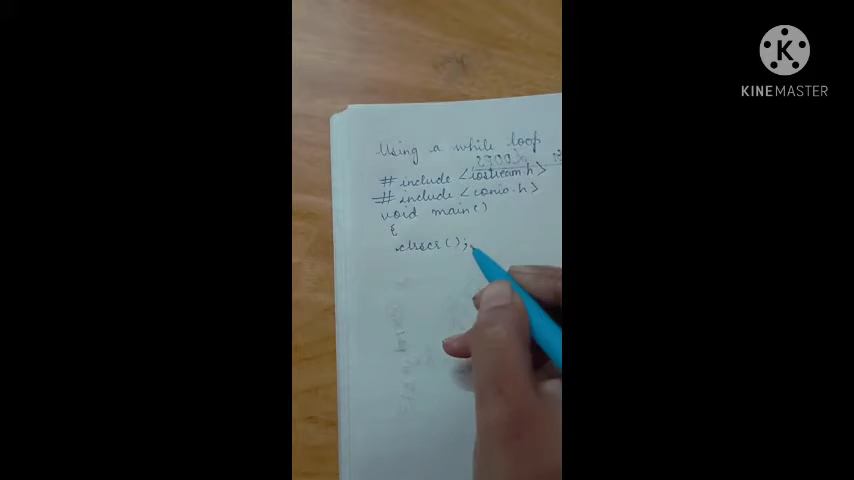 Using a while loop
# include <iostream.h>
# include <conio.h>
void main()
{
clrscr();
K
KINEMASTER